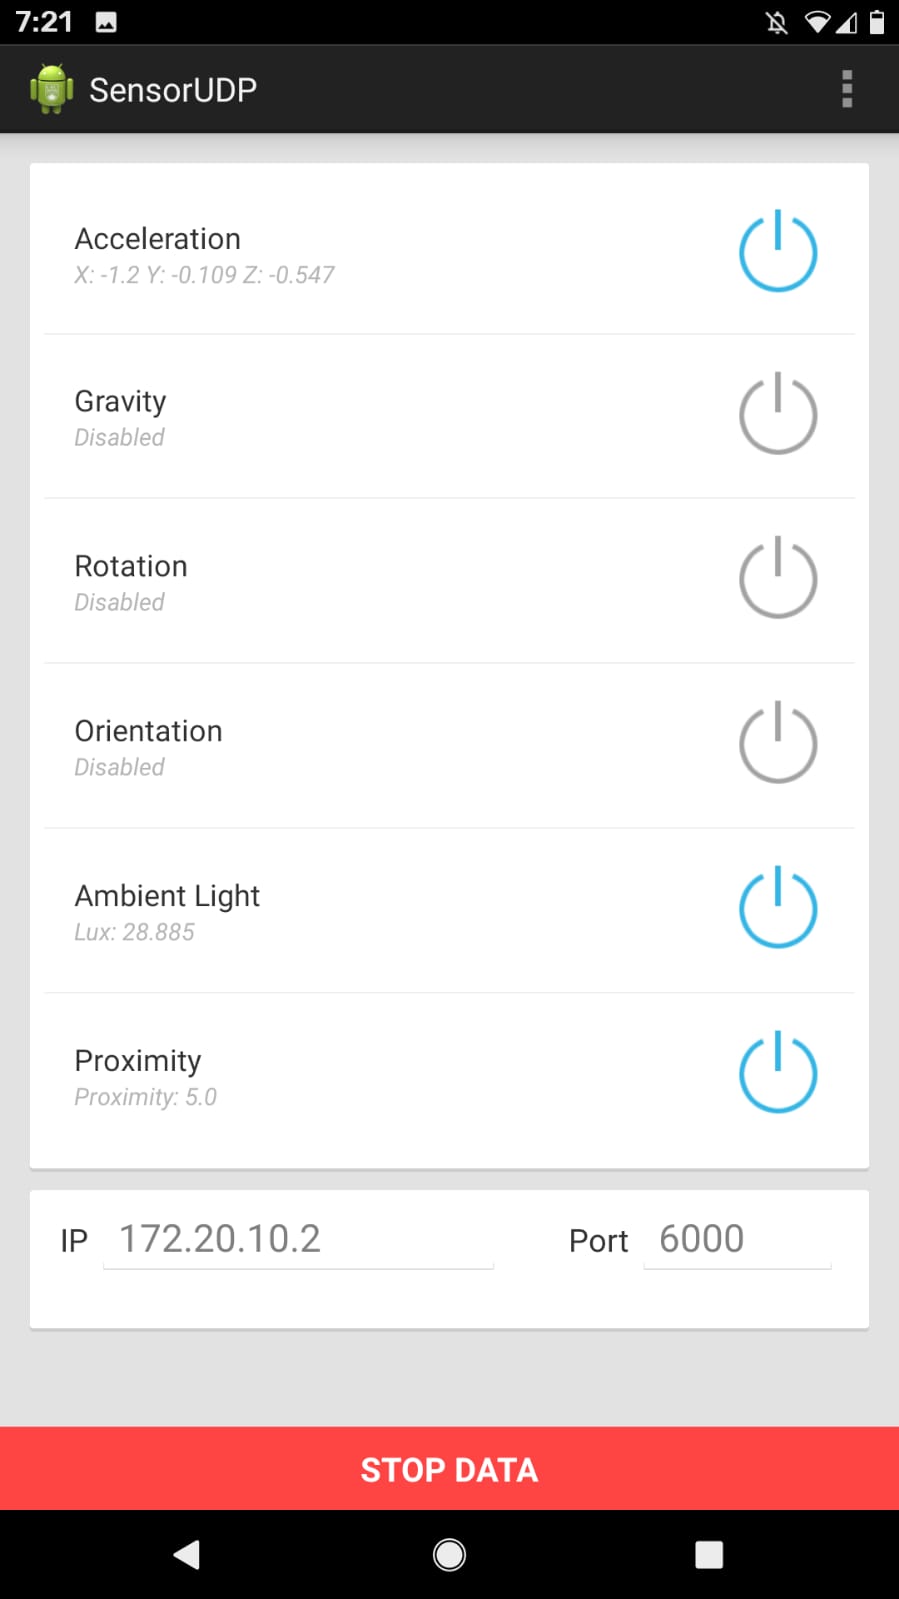 7:21
SensorUDP
Acceleration
X: -1.2 Y: -0.109 Z: -0.547
Gravity
Disabled
Rotation
Disabled
Orientation
Disabled
Ambient Light
Lux: 28.885
Proximity
Proximity: 5.0
IP 172.20.10.2 Port 6000
STOP DATA